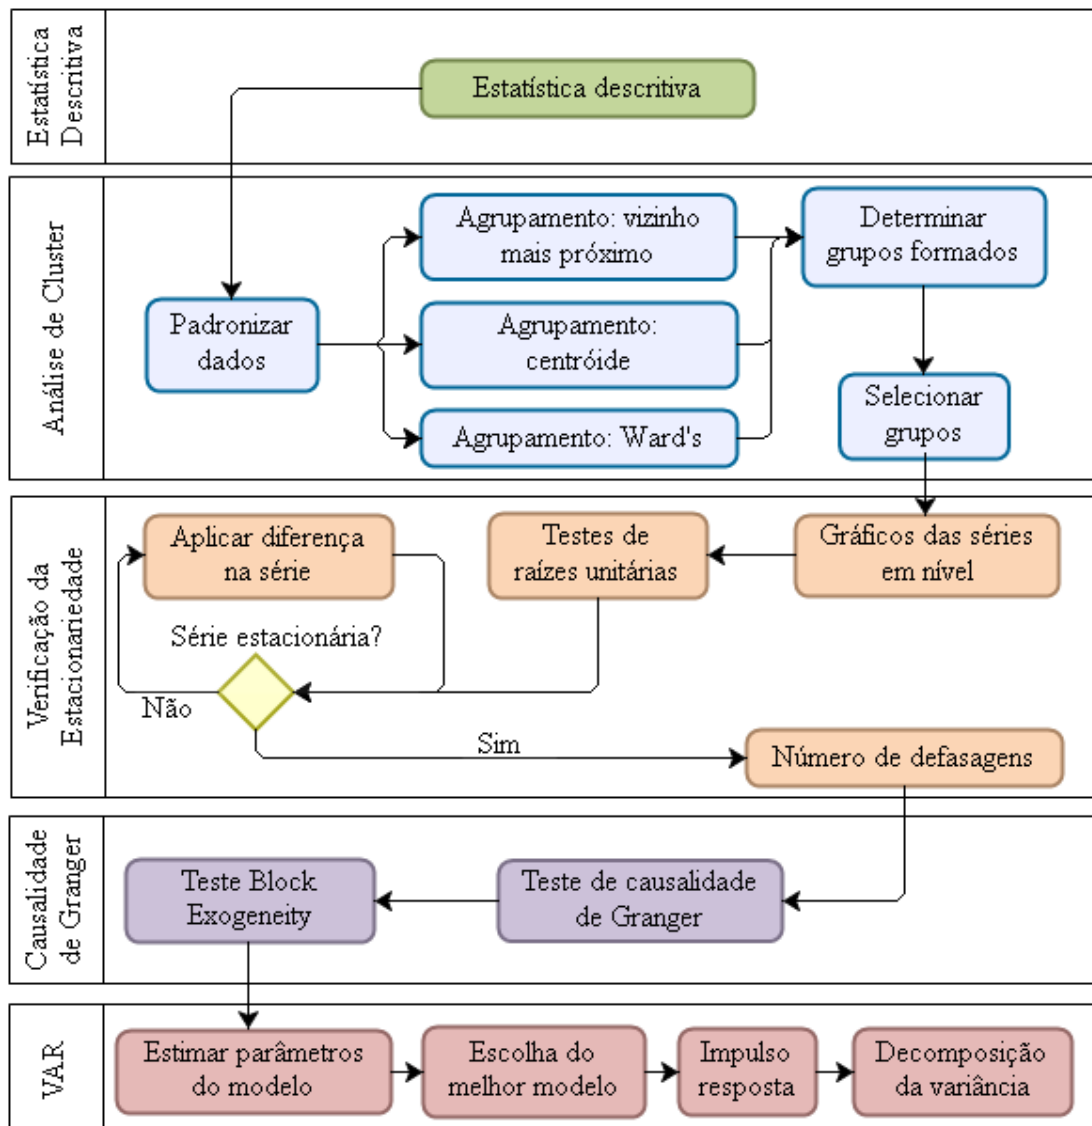 Estatística
Descritiva
Estatística descritiva
Análise de Cluster
Padronizar
dados
Agrupamento: vizinho
mais próximo
Agrupamento:
centróide
Agrupamento: Ward's
Determinar
grupos formados
Selecionar
grupos
Verificação da
Estacionariedade
Aplicar diferença
na série
Testes de
raízes unitárias
Gráficos das séries
em nível
Série estacionária?
Não
Sim
Número de defasagens
Causalidade
de Granger
Teste Block
Exogeneity
Teste de causalidade
de Granger
VAR
Estimar parâmetros
do modelo
Escolha do
melhor modelo
Impulso
resposta
Decomposição
da variância